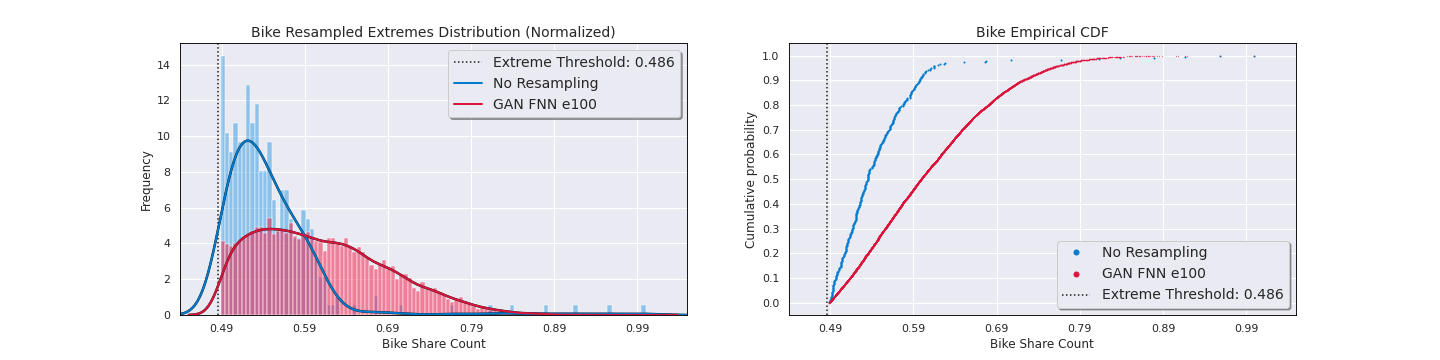 Bike Resampled Extremes Distribution (Normalized)
Extreme Threshold: 0.486
No Resampling
GAN FNN e100
14
12
10
8
6
4
2
0
Frequency
0.49 0.59 0.69 0.79 0.89 0.99
Bike Share Count
Bike Empirical CDF
1.0
0.9
0.8
0.7
0.6
0.5
0.4
0.3
0.2
0.1
0.0
Cumulative probability
No Resampling
GAN FNN e100
Extreme Threshold: 0.486
0.49 0.59 0.69 0.79 0.89 0.99
Bike Share Count